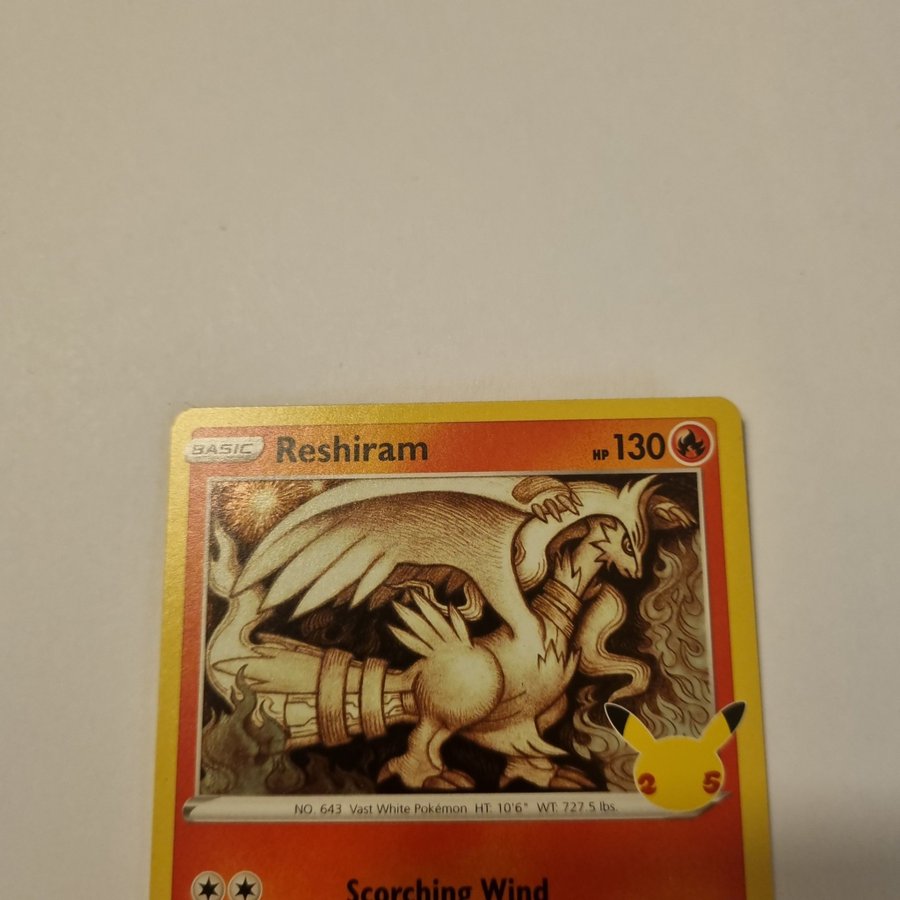 BASIC Reshiram HP 130
25
NO. 643 Vast White Pokémon HT: 10'6" WT: 727.5 lbs.
Scorching Wind